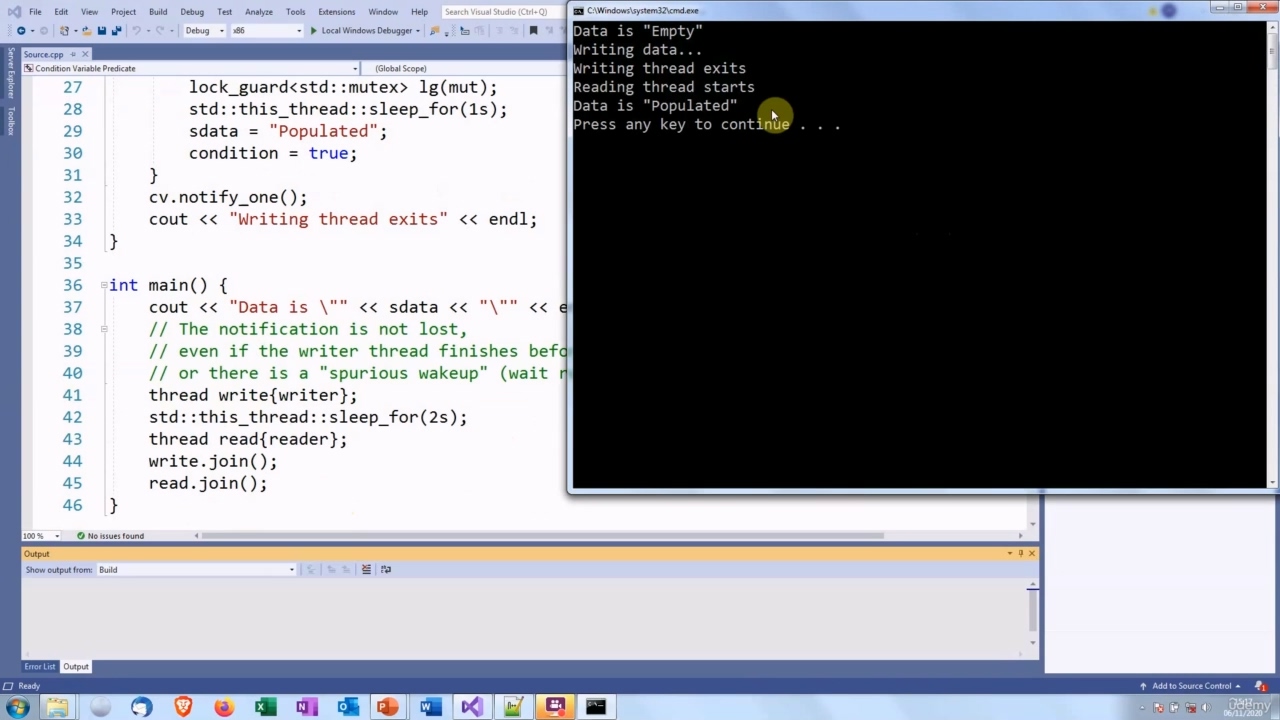 File Edit View Project Build Debug Test Analyze Tools Extensions Window Help Search Visual Studio (Ctrl+Q)
C:\Windows\system32\cmd.exe
Debug x86 Local Windows Debugger
Source.cpp
Condition Variable Predicate (Global Scope)
Server Explorer
Toolbox
27 lock_guard<std::mutex> lg(mut);
28 std::this_thread::sleep_for(1s);
29 sdata = "Populated";
30 condition = true;
31 }
32 cv.notify_one();
33 cout << "Writing thread exits" << endl;
34 }
35
36 int main() {
37 cout << "Data is \"" << sdata << "\"" << e
38 // The notification is not lost,
39 // even if the writer thread finishes befo
40 // or there is a "spurious wakeup" (wait r
41 thread write{writer};
42 std::this_thread::sleep_for(2s);
43 thread read{reader};
44 write.join();
45 read.join();
46 }
Data is "Empty"
Writing data...
Writing thread exits
Reading thread starts
Data is "Populated"
Press any key to continue . . .
100 % No issues found
Output
Show output from: Build
Error List Output
Ready Add to Source Control 1
06/11/2020
udemy